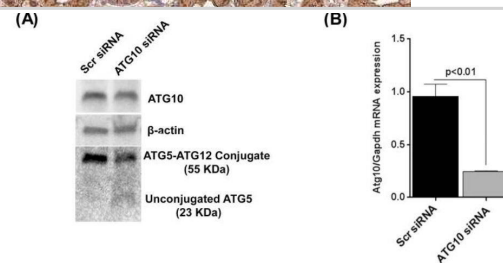 (A)
Scr siRNA
ATG10 siRNA
ATG10
β-actin
ATG5-ATG12 Conjugate
(55 KDa)
Unconjugated ATG5
(23 KDa)
(B)
Atg10/Gapdh mRNA expression
1.5
1.0
0.5
0.0
p<0.01
Scr siRNA
ATG10 siRNA